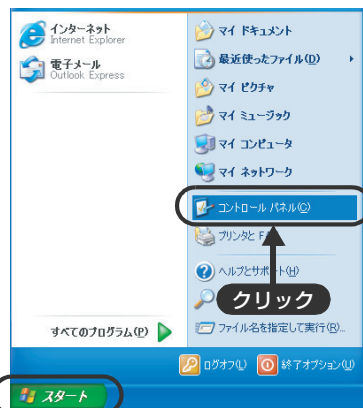 インターネット
Internet Explorer
電子メール
Outlook Express
すべてのプログラム(P)
マイ ドキュメント
最近使ったファイル(D)
マイ ピクチャ
マイ ミュージック
マイ コンピュータ
マイ ネットワーク
コントロール パネル(C)
プリンタと F
ヘルプとサポート(H)
クリック
ファイル名を指定して実行(R)...
ログオフ(L)
終了オプション(U)
スタート